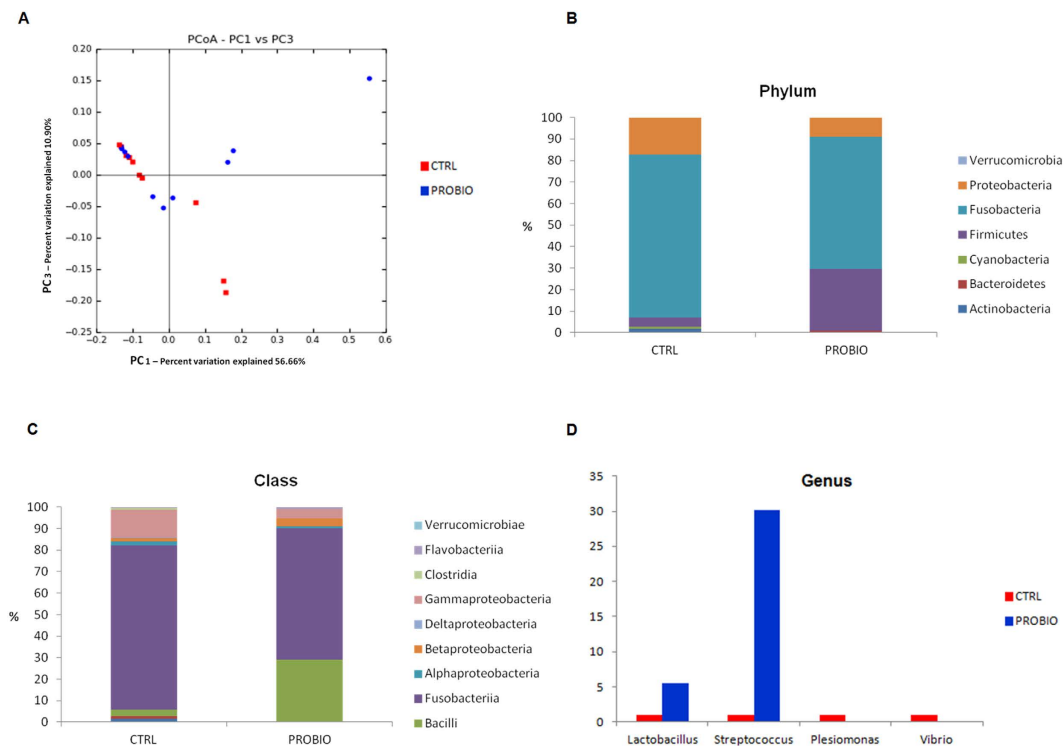 A
PCoA - PC1 vs PC3
0.20
0.15
0.10
0.05
0.00
−0.05
−0.10
−0.15
−0.20
−0.25
−0.2 −0.1 0.0 0.1 0.2 0.3 0.4 0.5 0.6
PC3 – Percent variation explained 10.90%
PC1 – Percent variation explained 56.66%
CTRL
PROBIO
B
Phylum
100
90
80
70
60
50
40
30
20
10
0
%
CTRL PROBIO
Verrucomicrobia
Proteobacteria
Fusobacteria
Firmicutes
Cyanobacteria
Bacteroidetes
Actinobacteria
C
Class
100
90
80
70
60
50
40
30
20
10
0
%
CTRL PROBIO
Verrucomicrobiae
Flavobacteriia
Clostridia
Gammaproteobacteria
Deltaproteobacteria
Betaproteobacteria
Alphaproteobacteria
Fusobacteriia
Bacilli
D
Genus
35
30
25
20
15
10
5
0
Lactobacillus Streptococcus Plesiomonas Vibrio
CTRL
PROBIO